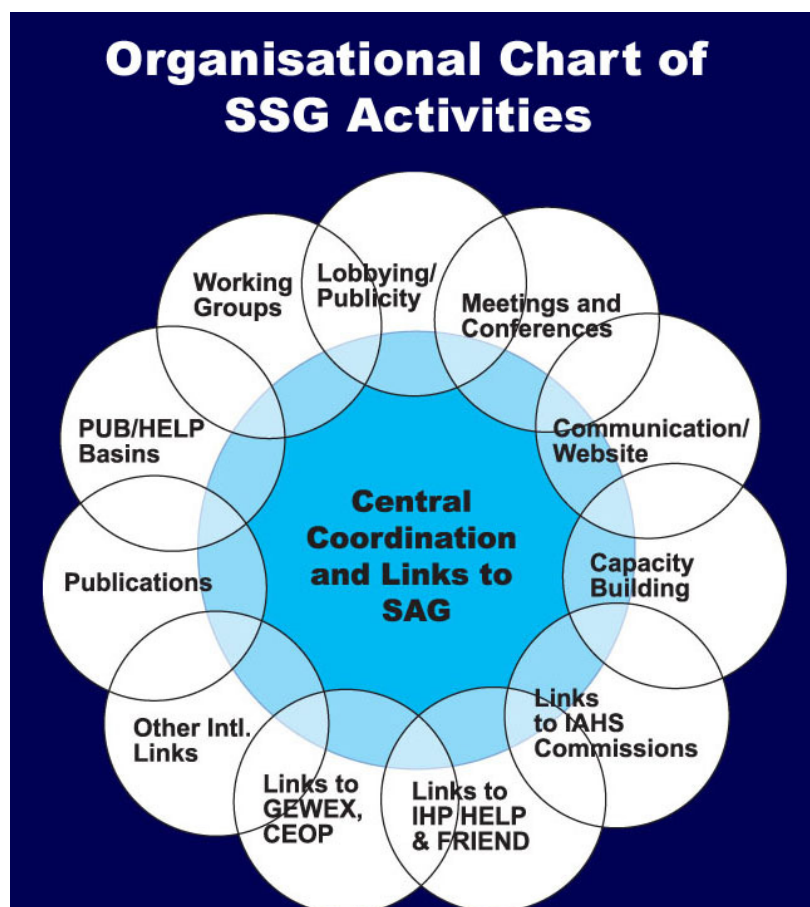 Organisational Chart of
SSG Activities
Lobbying/
Publicity
Meetings and
Conferences
Communication/
Website
Capacity
Building
Links
to IAHS
Commissions
Links to
IHP HELP
& FRIEND
Links to
GEWEX,
CEOP
Other Intl.
Links
Publications
PUB/HELP
Basins
Working
Groups
Central
Coordination
and Links to
SAG